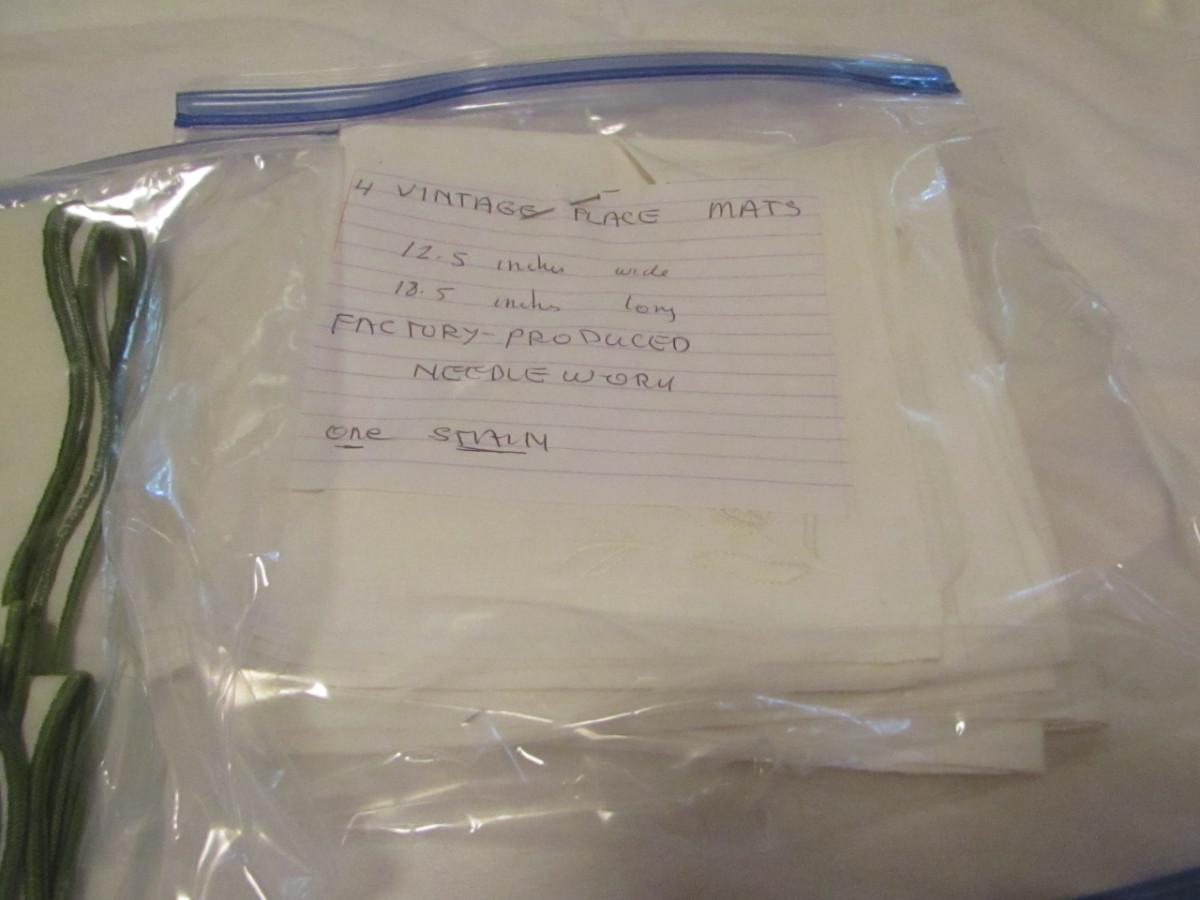 4 VINTAGE PLACE MATS
12.5 inches wide
18.5 inches long
FACTORY-PRODUCED
NEEDLEWORK
one STAIN